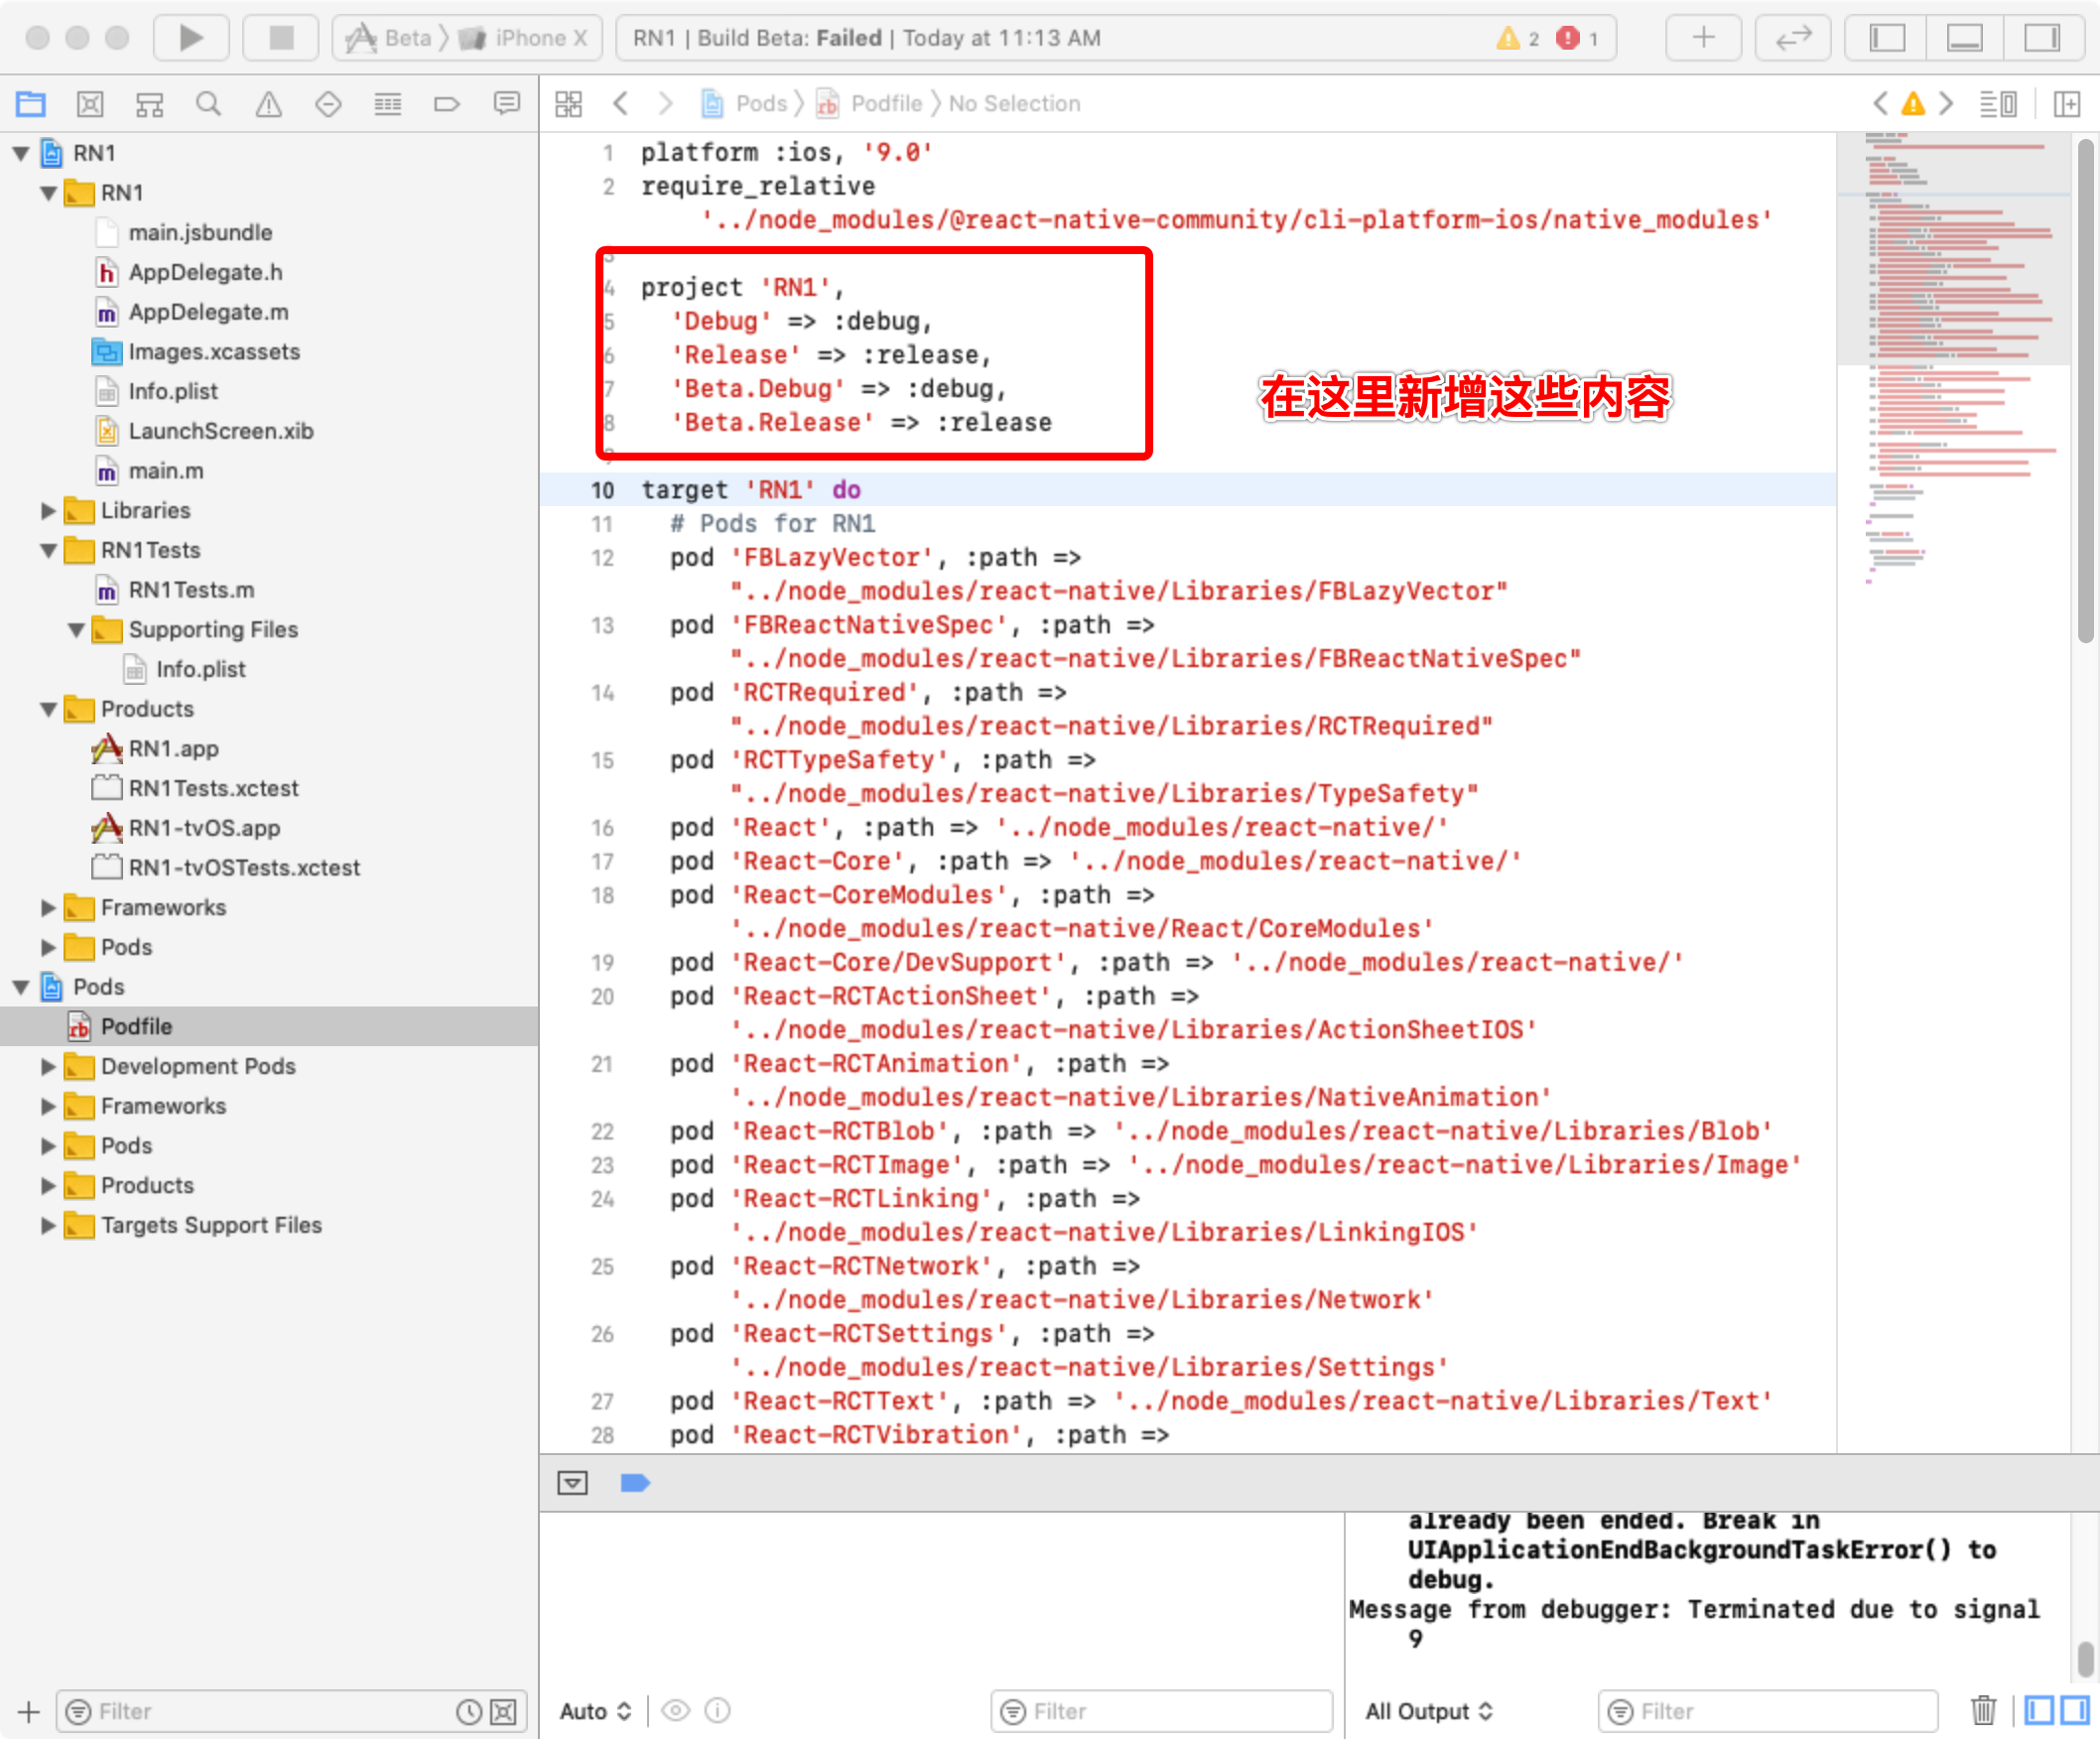 Beta 〉 iPhone X
RN1 | Build Beta: Failed | Today at 11:13 AM
2
1
Pods 〉 Podfile 〉 No Selection
RN1
RN1
main.jsbundle
AppDelegate.h
AppDelegate.m
Images.xcassets
Info.plist
LaunchScreen.xib
main.m
Libraries
RN1Tests
RN1Tests.m
Supporting Files
Info.plist
Products
RN1.app
RN1Tests.xctest
RN1-tvOS.app
RN1-tvOSTests.xctest
Frameworks
Pods
Pods
Podfile
Development Pods
Frameworks
Pods
Products
Targets Support Files
Filter
1 platform :ios, '9.0'
2 require_relative
'../node_modules/@react-native-community/cli-platform-ios/native_modules'
3
4 project 'RN1',
5 'Debug' => :debug,
6 'Release' => :release,
7 'Beta.Debug' => :debug,
8 'Beta.Release' => :release
9
在这里新增这些内容
10 target 'RN1' do
11 # Pods for RN1
12 pod 'FBLazyVector', :path =>
"../node_modules/react-native/Libraries/FBLazyVector"
13 pod 'FBReactNativeSpec', :path =>
"../node_modules/react-native/Libraries/FBReactNativeSpec"
14 pod 'RCTRequired', :path =>
"../node_modules/react-native/Libraries/RCTRequired"
15 pod 'RCTTypeSafety', :path =>
"../node_modules/react-native/Libraries/TypeSafety"
16 pod 'React', :path => '../node_modules/react-native/'
17 pod 'React-Core', :path => '../node_modules/react-native/'
18 pod 'React-CoreModules', :path =>
'../node_modules/react-native/React/CoreModules'
19 pod 'React-Core/DevSupport', :path => '../node_modules/react-native/'
20 pod 'React-RCTActionSheet', :path =>
'../node_modules/react-native/Libraries/ActionSheetIOS'
21 pod 'React-RCTAnimation', :path =>
'../node_modules/react-native/Libraries/NativeAnimation'
22 pod 'React-RCTBlob', :path => '../node_modules/react-native/Libraries/Blob'
23 pod 'React-RCTImage', :path => '../node_modules/react-native/Libraries/Image'
24 pod 'React-RCTLinking', :path =>
'../node_modules/react-native/Libraries/LinkingIOS'
25 pod 'React-RCTNetwork', :path =>
'../node_modules/react-native/Libraries/Network'
26 pod 'React-RCTSettings', :path =>
'../node_modules/react-native/Libraries/Settings'
27 pod 'React-RCTText', :path => '../node_modules/react-native/Libraries/Text'
28 pod 'React-RCTVibration', :path =>
already been ended. Break in
UIApplicationEndBackgroundTaskError() to
debug.
Message from debugger: Terminated due to signal
9
Auto
Filter
All Output
Filter